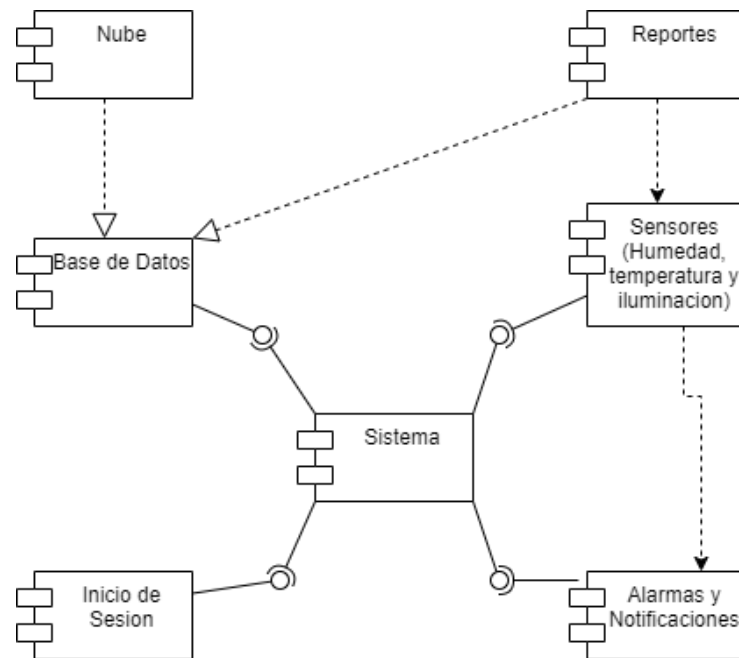 Nube
Reportes
Base de Datos
Sensores
(Humedad,
temperatura y
iluminacion)
Sistema
Inicio de
Sesion
Alarmas y
Notificaciones